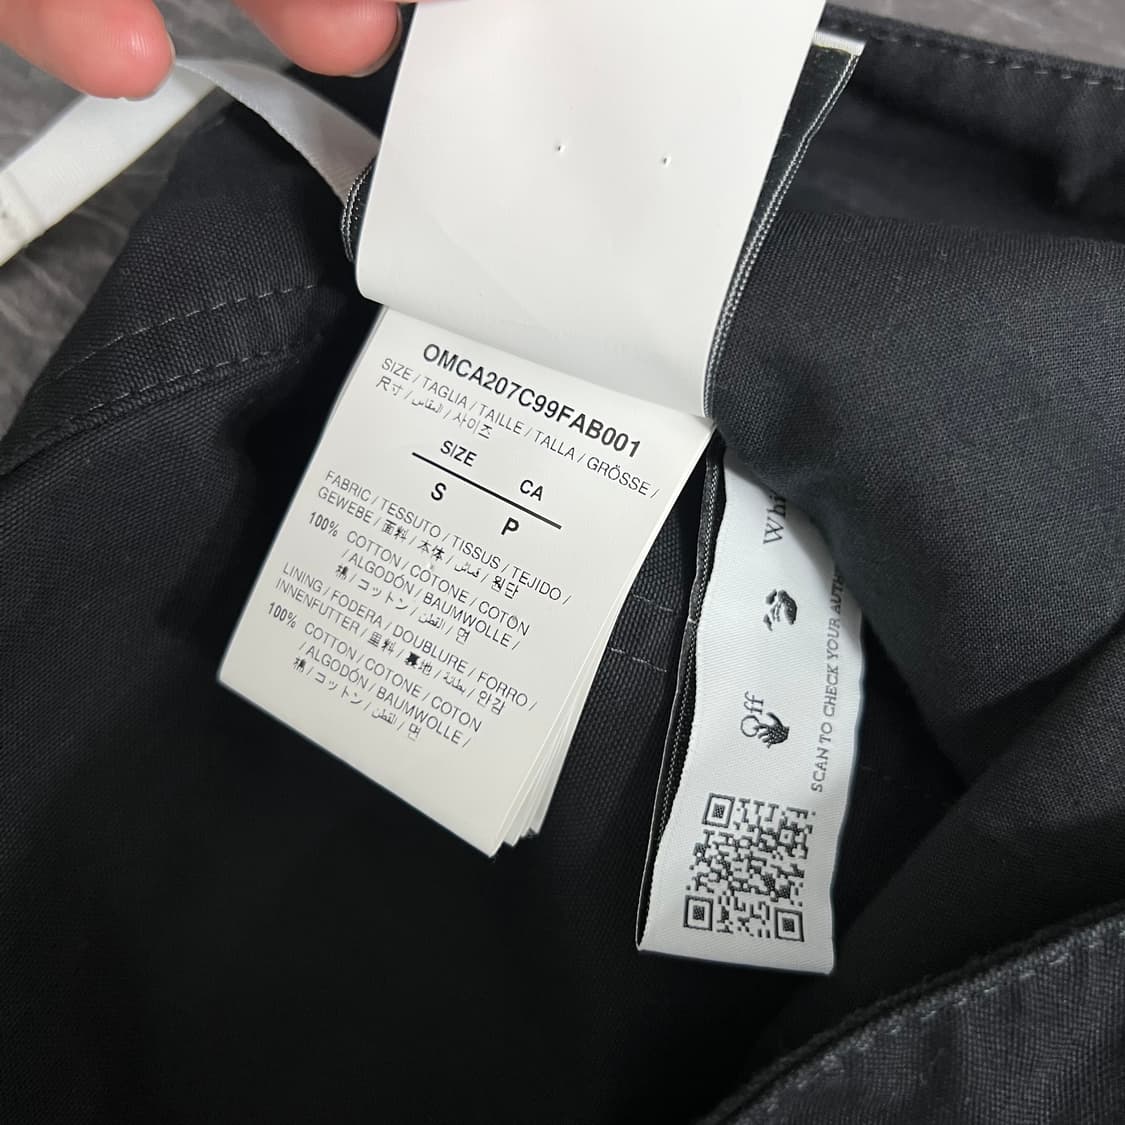 OMCA207C99FAB001
SIZE / TAGLIA / TAILLE / TALLA / GRÖSSE /
尺寸 / المقاس / 사이즈
SIZE CA
S P
FABRIC / TESSUTO / TISSUS / TEJIDO /
GEWEBE / 面料 / 本体 / قماش / 원단
100% COTTON / COTONE / COTON
/ ALGODÓN / BAUMWOLLE /
棉 / コットン / القطن / 면
LINING / FODERA / DOUBLURE / FORRO /
INNENFUTTER / 里料 / 裏地 / بطانة / 안감
100% COTTON / COTONE / COTON
/ ALGODÓN / BAUMWOLLE /
棉 / コットン / القطن / 면
Whi
Off
SCAN TO CHECK YOUR AUTH